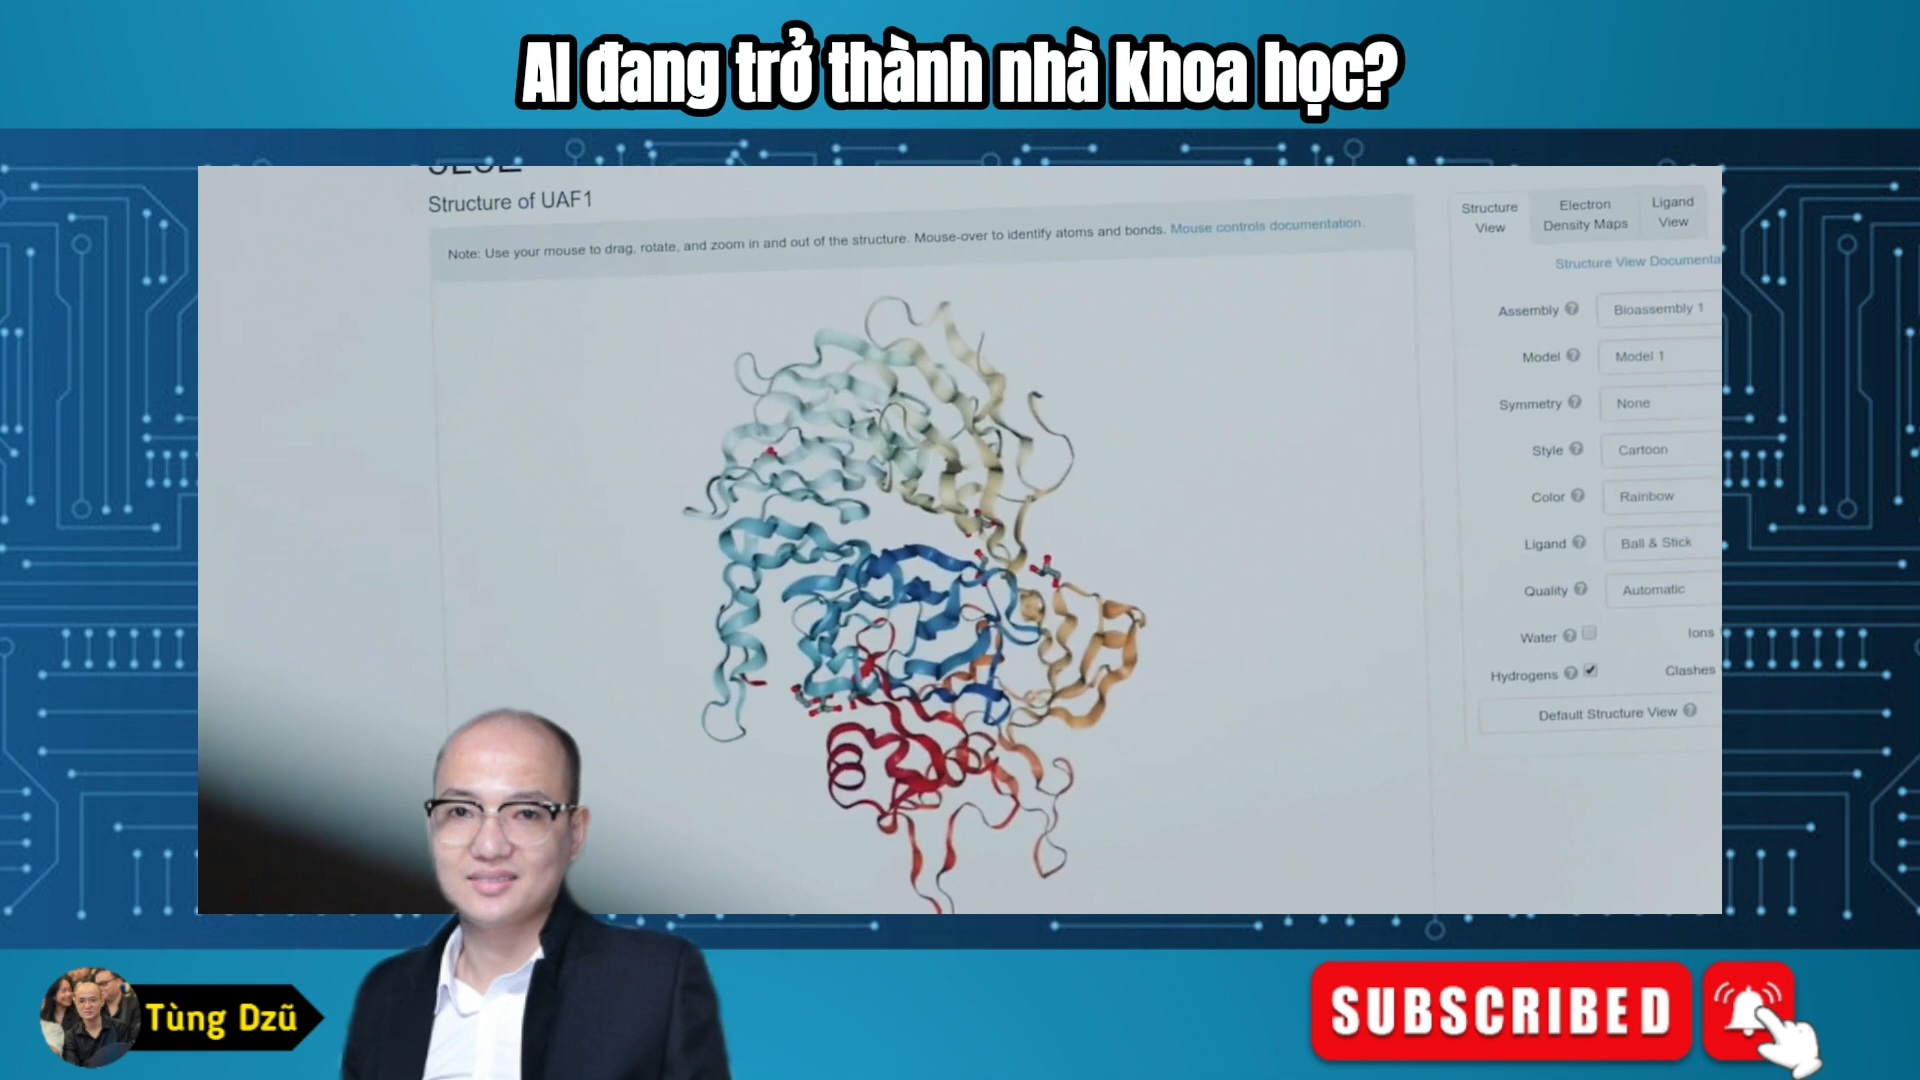 AI đang trở thành nhà khoa học?
Structure of UAF1
Note: Use your mouse to drag, rotate, and zoom in and out of the structure. Mouse-over to identify atoms and bonds. Mouse controls documentation.
Structure View
Electron Density Maps
Ligand View
Structure View Documenta
Assembly Bioassembly 1
Model Model 1
Symmetry None
Style Cartoon
Color Rainbow
Ligand Ball & Stick
Quality Automatic
Water Ions
Hydrogens Clashes
Default Structure View
Tùng Dzũ
SUBSCRIBED